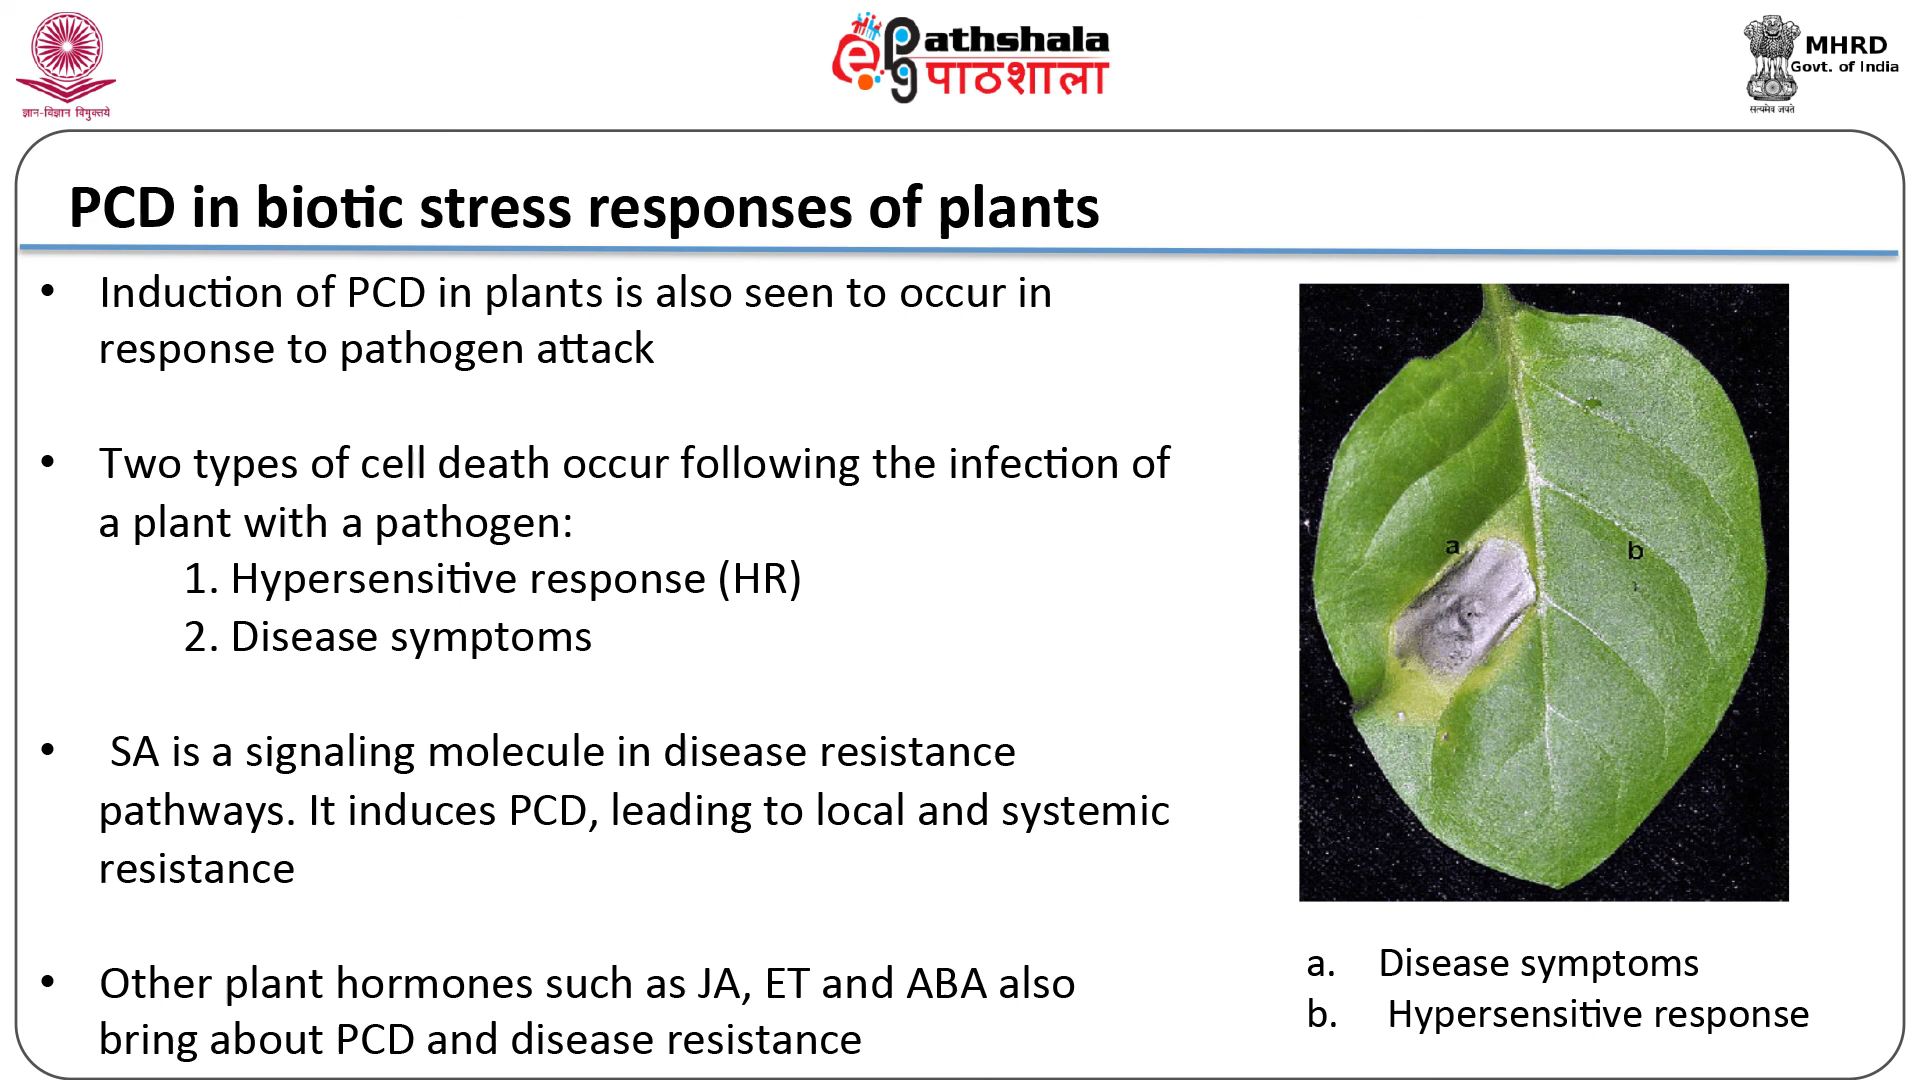 ज्ञान-विज्ञान विमुक्तये
e
pg
athshala
पाठशाला
MHRD
Govt. of India
सत्यमेव जयते
PCD in biotic stress responses of plants
• Induction of PCD in plants is also seen to occur in
response to pathogen attack
• Two types of cell death occur following the infection of
a plant with a pathogen:
1. Hypersensitive response (HR)
2. Disease symptoms
• SA is a signaling molecule in disease resistance
pathways. It induces PCD, leading to local and systemic
resistance
• Other plant hormones such as JA, ET and ABA also
bring about PCD and disease resistance
a
b
a. Disease symptoms
b. Hypersensitive response